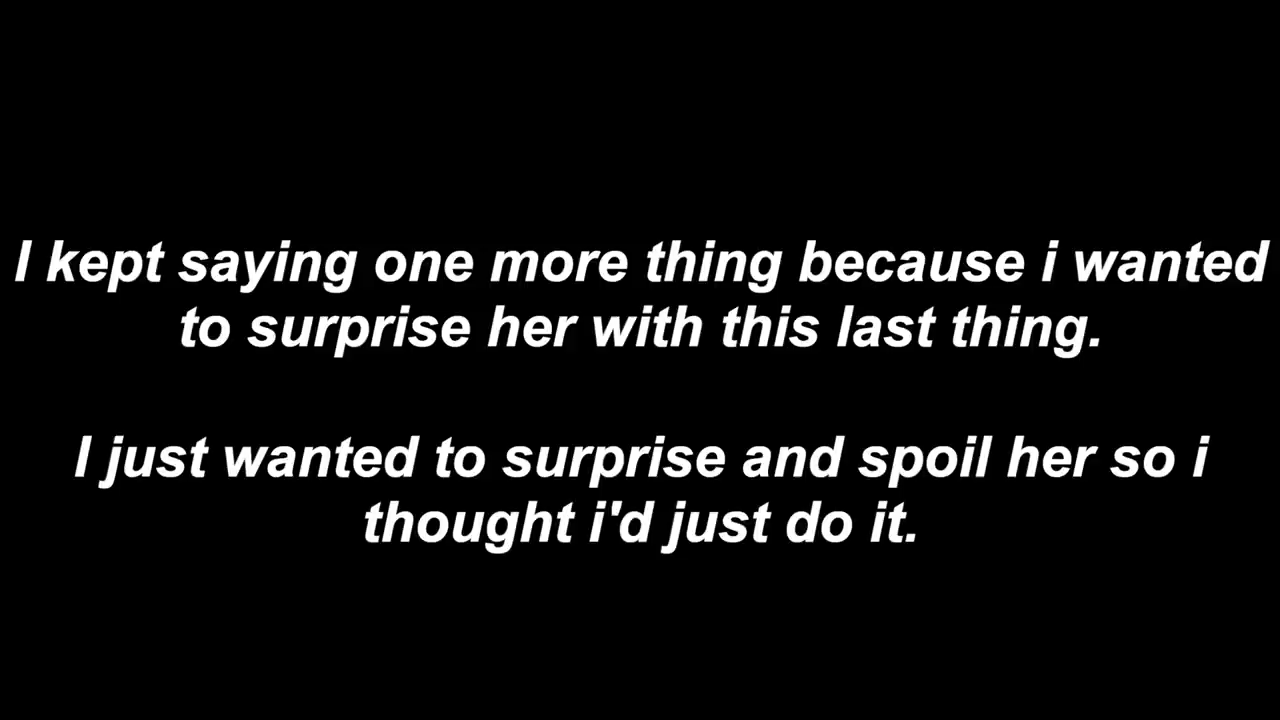 I kept saying one more thing because i wanted
to surprise her with this last thing.
I just wanted to surprise and spoil her so i
thought i'd just do it.